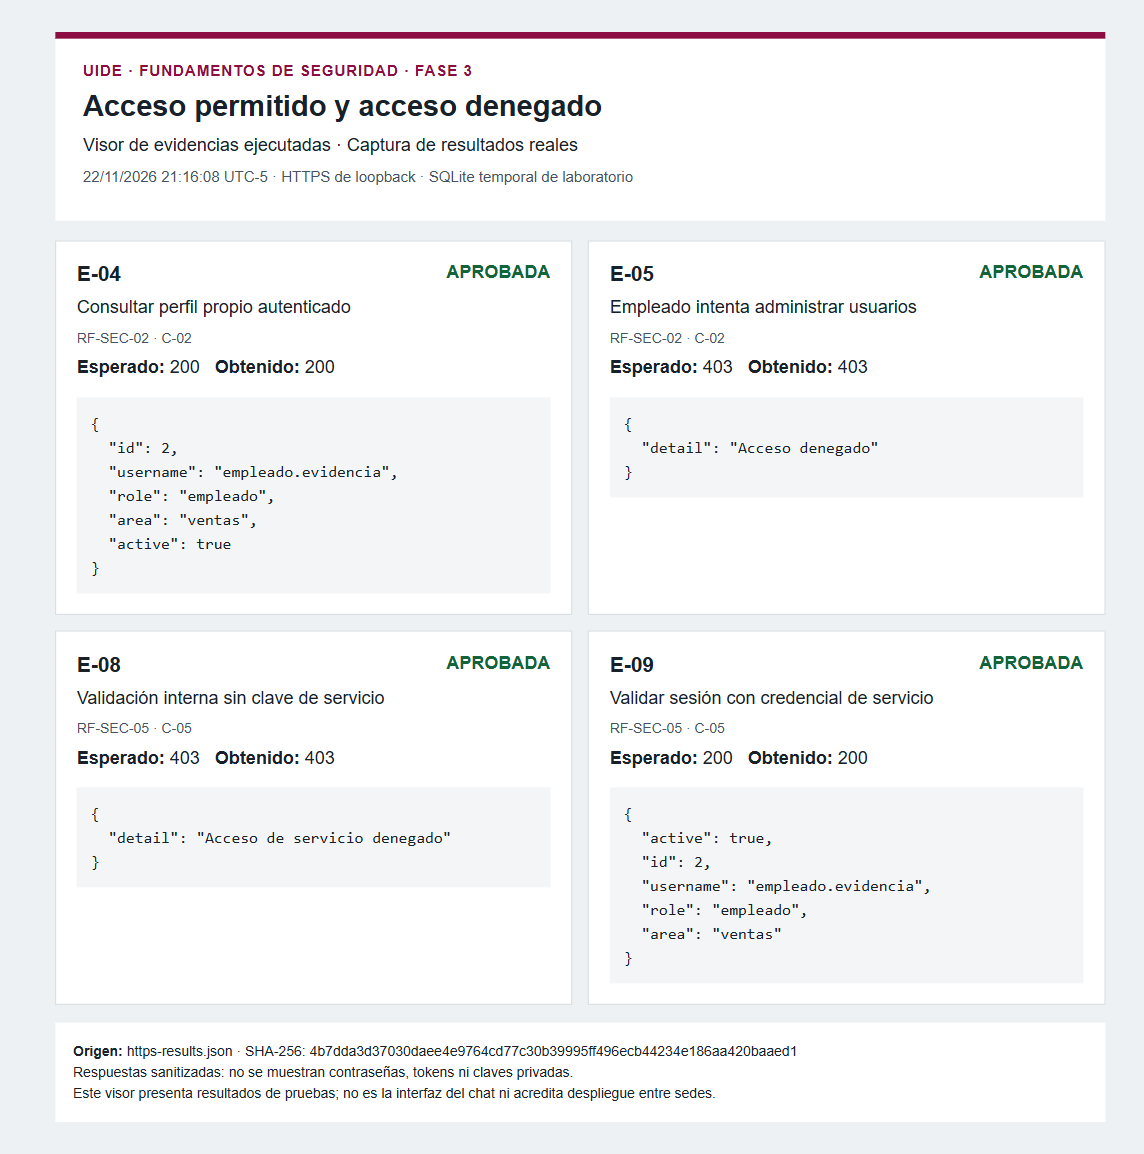 UIDE · FUNDAMENTOS DE SEGURIDAD · FASE 3
Acceso permitido y acceso denegado
Visor de evidencias ejecutadas · Captura de resultados reales
22/11/2026 21:16:08 UTC-5 · HTTPS de loopback · SQLite temporal de laboratorio
E-04 APROBADA
Consultar perfil propio autenticado
RF-SEC-02 · C-02
Esperado: 200 Obtenido: 200
{
  "id": 2,
  "username": "empleado.evidencia",
  "role": "empleado",
  "area": "ventas",
  "active": true
}
E-05 APROBADA
Empleado intenta administrar usuarios
RF-SEC-02 · C-02
Esperado: 403 Obtenido: 403
{
  "detail": "Acceso denegado"
}
E-08 APROBADA
Validación interna sin clave de servicio
RF-SEC-05 · C-05
Esperado: 403 Obtenido: 403
{
  "detail": "Acceso de servicio denegado"
}
E-09 APROBADA
Validar sesión con credencial de servicio
RF-SEC-05 · C-05
Esperado: 200 Obtenido: 200
{
  "active": true,
  "id": 2,
  "username": "empleado.evidencia",
  "role": "empleado",
  "area": "ventas"
}
Origen: https-results.json · SHA-256: 4b7dda3d37030daee4e9764cd77c30b39995ff496ecb44234e186aa420baaed1
Respuestas sanitizadas: no se muestran contraseñas, tokens ni claves privadas.
Este visor presenta resultados de pruebas; no es la interfaz del chat ni acredita despliegue entre sedes.